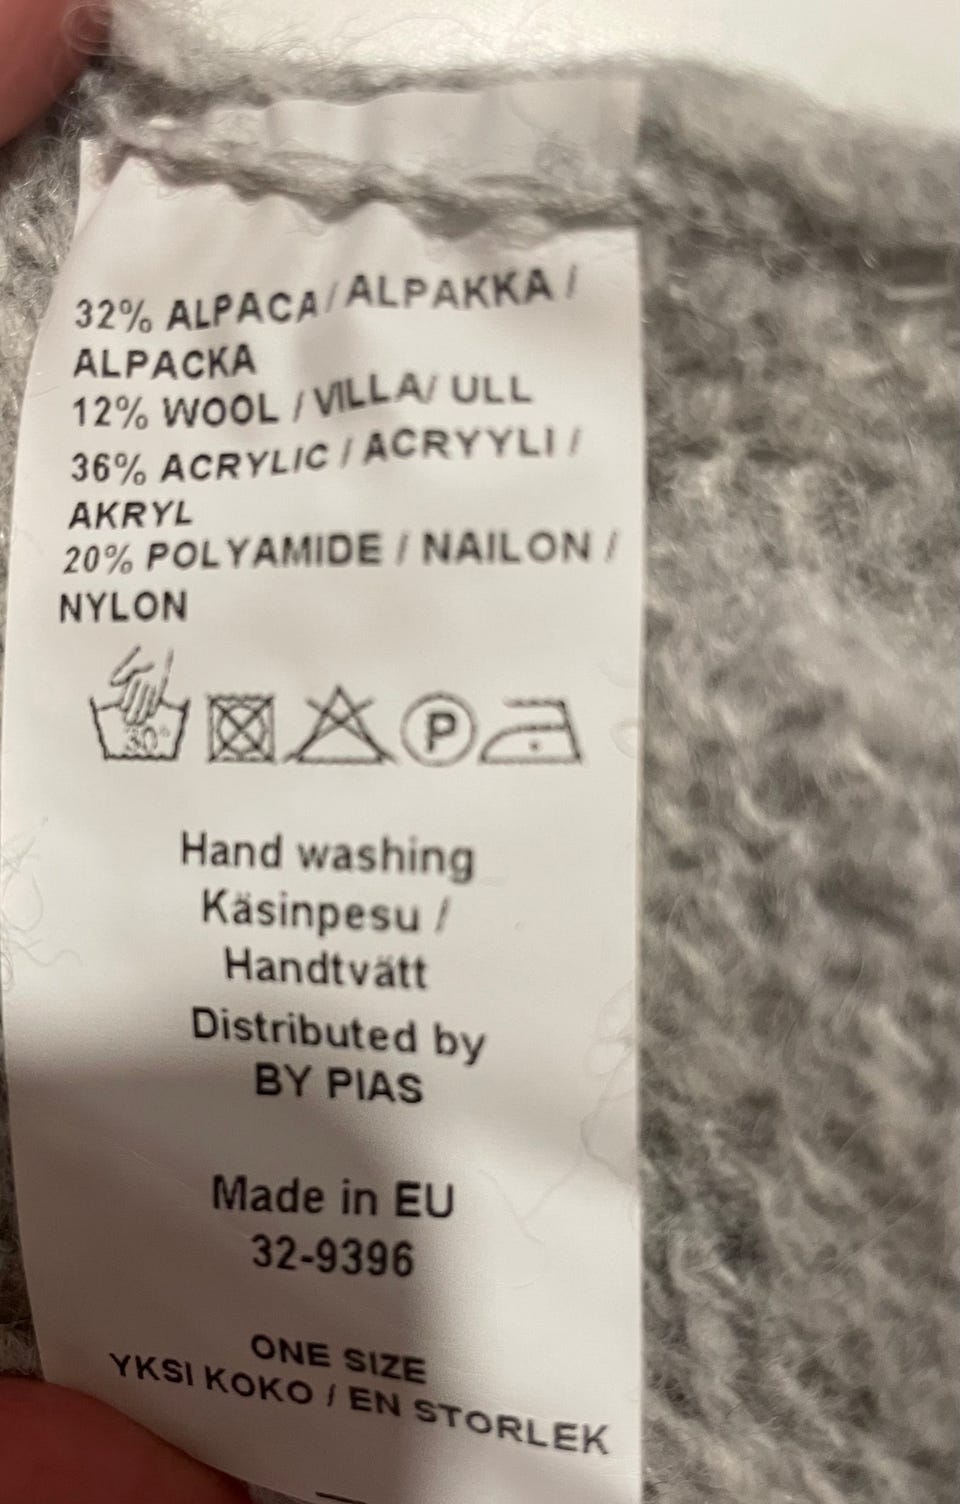 32% ALPACA / ALPAKKA /
ALPACKA
12% WOOL / VILLA / ULL
36% ACRYLIC / ACRYYLI /
AKRYL
20% POLYAMIDE / NAILON /
NYLON
30° P
Hand washing
Käsinpesu /
Handtvätt
Distributed by
BY PIAS
Made in EU
32-9396
ONE SIZE
YKSI KOKO / EN STORLEK